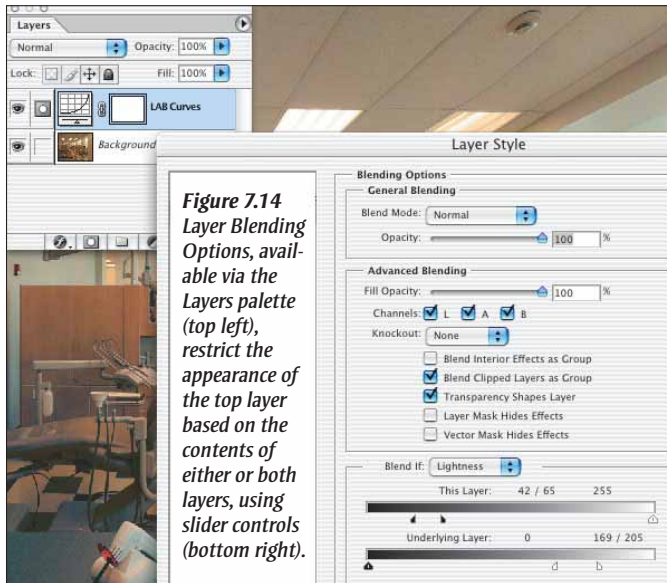 Layers
Normal Opacity: 100%
Lock: Fill: 100%
LAB Curves
Background
Layer Style
Figure 7.14
Layer Blending
Options, avail-
able via the
Layers palette
(top left),
restrict the
appearance of
the top layer
based on the
contents of
either or both
layers, using
slider controls
(bottom right).
Blending Options
General Blending
Blend Mode: Normal
Opacity: 100 %
Advanced Blending
Fill Opacity: 100 %
Channels: L A B
Knockout: None
Blend Interior Effects as Group
Blend Clipped Layers as Group
Transparency Shapes Layer
Layer Mask Hides Effects
Vector Mask Hides Effects
Blend If: Lightness
This Layer: 42 / 65 255
Underlying Layer: 0 169 / 205